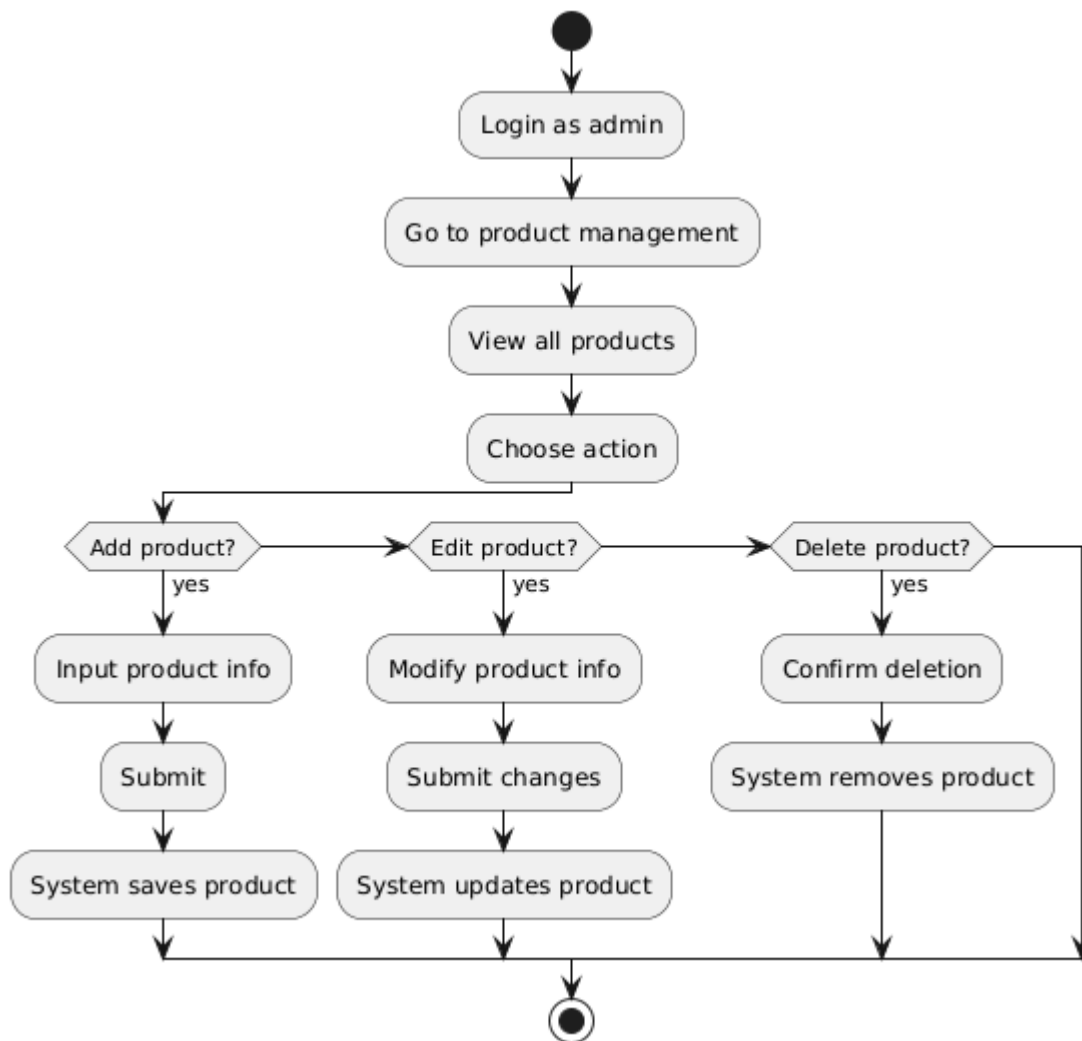 Login as admin
Go to product management
View all products
Choose action
Add product?
Edit product?
Delete product?
yes
yes
yes
Input product info
Modify product info
Confirm deletion
Submit
Submit changes
System removes product
System saves product
System updates product